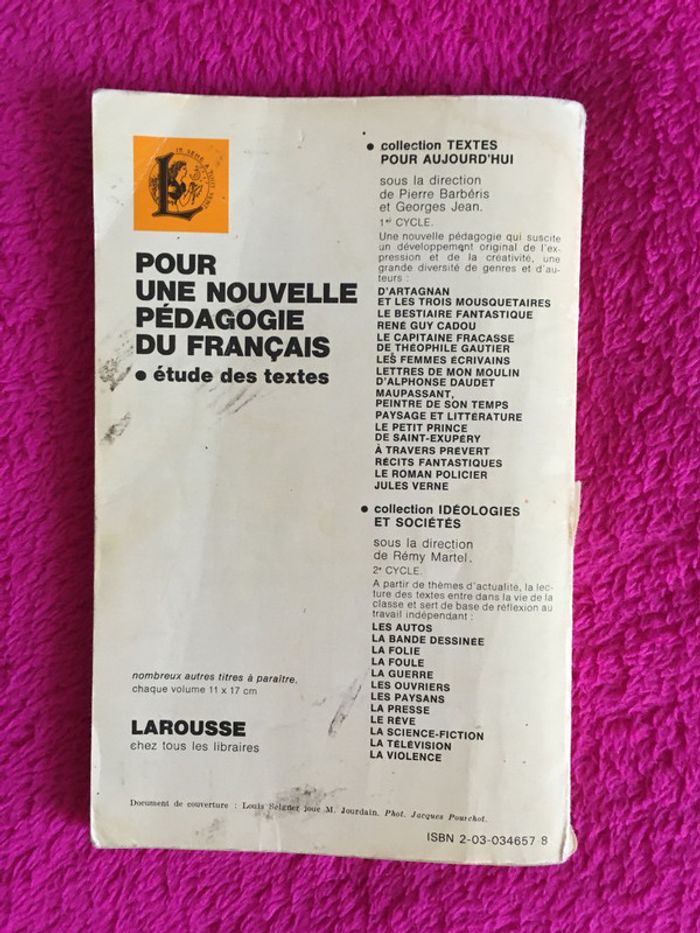 JE SÈME À TOUT VENT
POUR
UNE NOUVELLE
PÉDAGOGIE
DU FRANÇAIS
• étude des textes
nombreux autres titres à paraître.
chaque volume 11 x 17 cm
LAROUSSE
chez tous les libraires
• collection TEXTES
POUR AUJOURD'HUI
sous la direction
de Pierre Barbéris
et Georges Jean.
1er CYCLE.
Une nouvelle pédagogie qui suscite
un développement original de l'ex-
pression et de la créativité, une
grande diversité de genres et d'au-
teurs :
D'ARTAGNAN
ET LES TROIS MOUSQUETAIRES
LE BESTIAIRE FANTASTIQUE
RENÉ GUY CADOU
LE CAPITAINE FRACASSE
DE THÉOPHILE GAUTIER
LES FEMMES ÉCRIVAINS
LETTRES DE MON MOULIN
D'ALPHONSE DAUDET
MAUPASSANT,
PEINTRE DE SON TEMPS
PAYSAGE ET LITTÉRATURE
LE PETIT PRINCE
DE SAINT-EXUPÉRY
À TRAVERS PRÉVERT
RÉCITS FANTASTIQUES
LE ROMAN POLICIER
JULES VERNE
• collection IDÉOLOGIES
ET SOCIÉTÉS
sous la direction
de Rémy Martel.
2e CYCLE.
A partir de thèmes d'actualité, la lec-
ture des textes entre dans la vie de la
classe et sert de base de réflexion au
travail indépendant :
LES AUTOS
LA BANDE DESSINÉE
LA FOLIE
LA FOULE
LA GUERRE
LES OUVRIERS
LES PAYSANS
LA PRESSE
LE RÊVE
LA SCIENCE-FICTION
LA TÉLÉVISION
LA VIOLENCE
Document de couverture : Louis Seigner joue M. Jourdain. Phot. Jacques Pourchot.
ISBN 2-03-034657-8